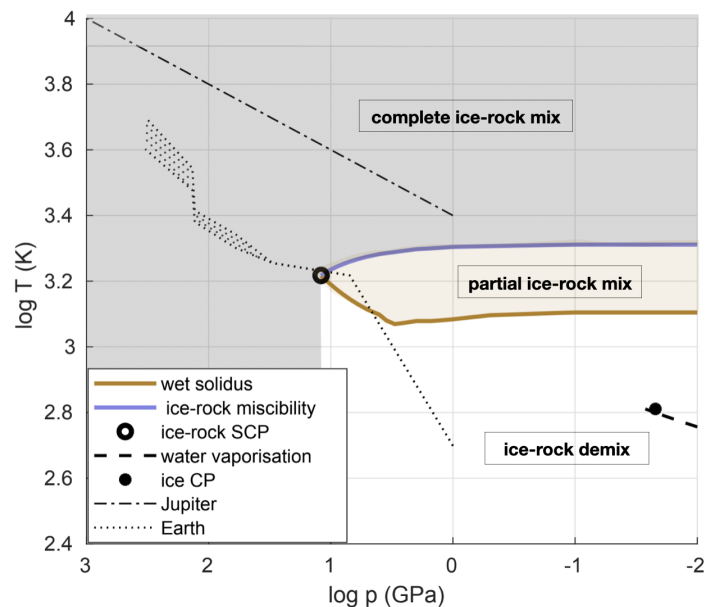 4
3.8
3.6
3.4
3.2
3
2.8
2.6
2.4
log T (K)
complete ice-rock mix
partial ice-rock mix
ice-rock demix
wet solidus
ice-rock miscibility
ice-rock SCP
water vaporisation
ice CP
Jupiter
Earth
3 2 1 0 -1 -2
log p (GPa)